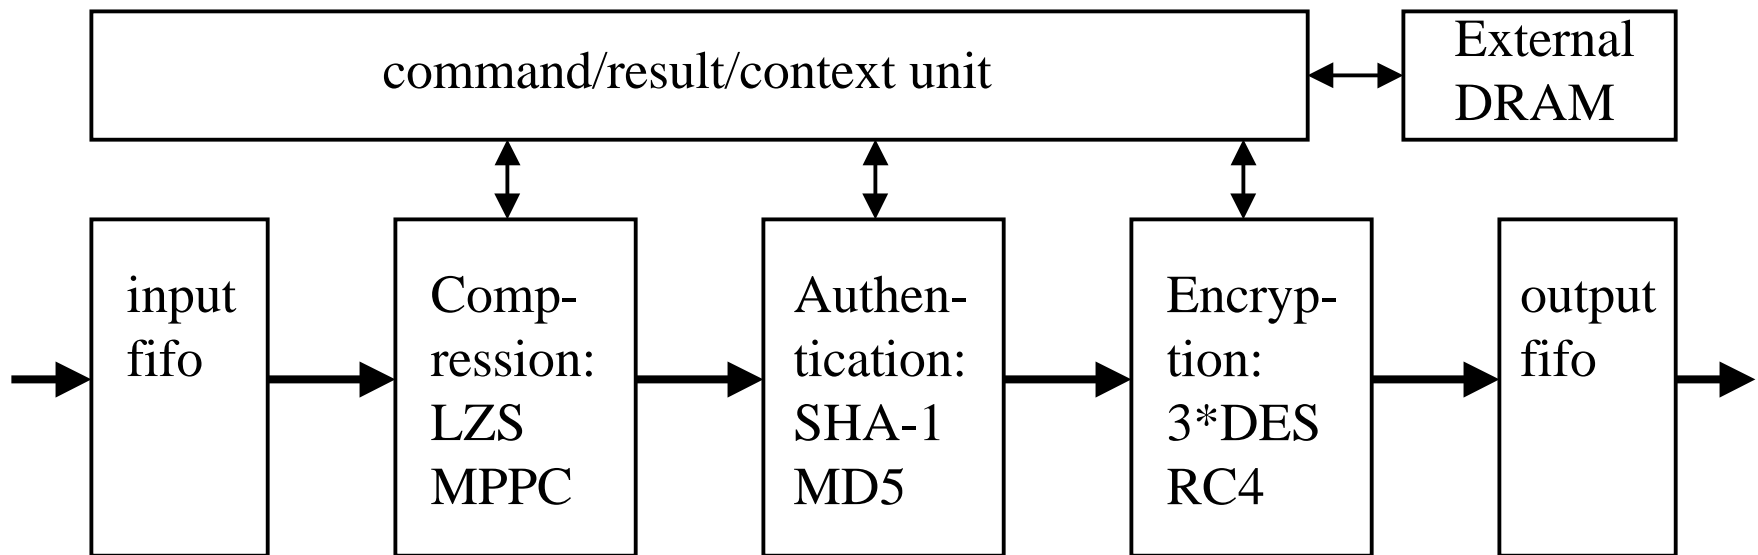 command/result/context unit
External
DRAM
input
fifo
Comp-
ression:
LZS
MPPC
Authen-
tication:
SHA-1
MD5
Encryp-
tion:
3*DES
RC4
output
fifo